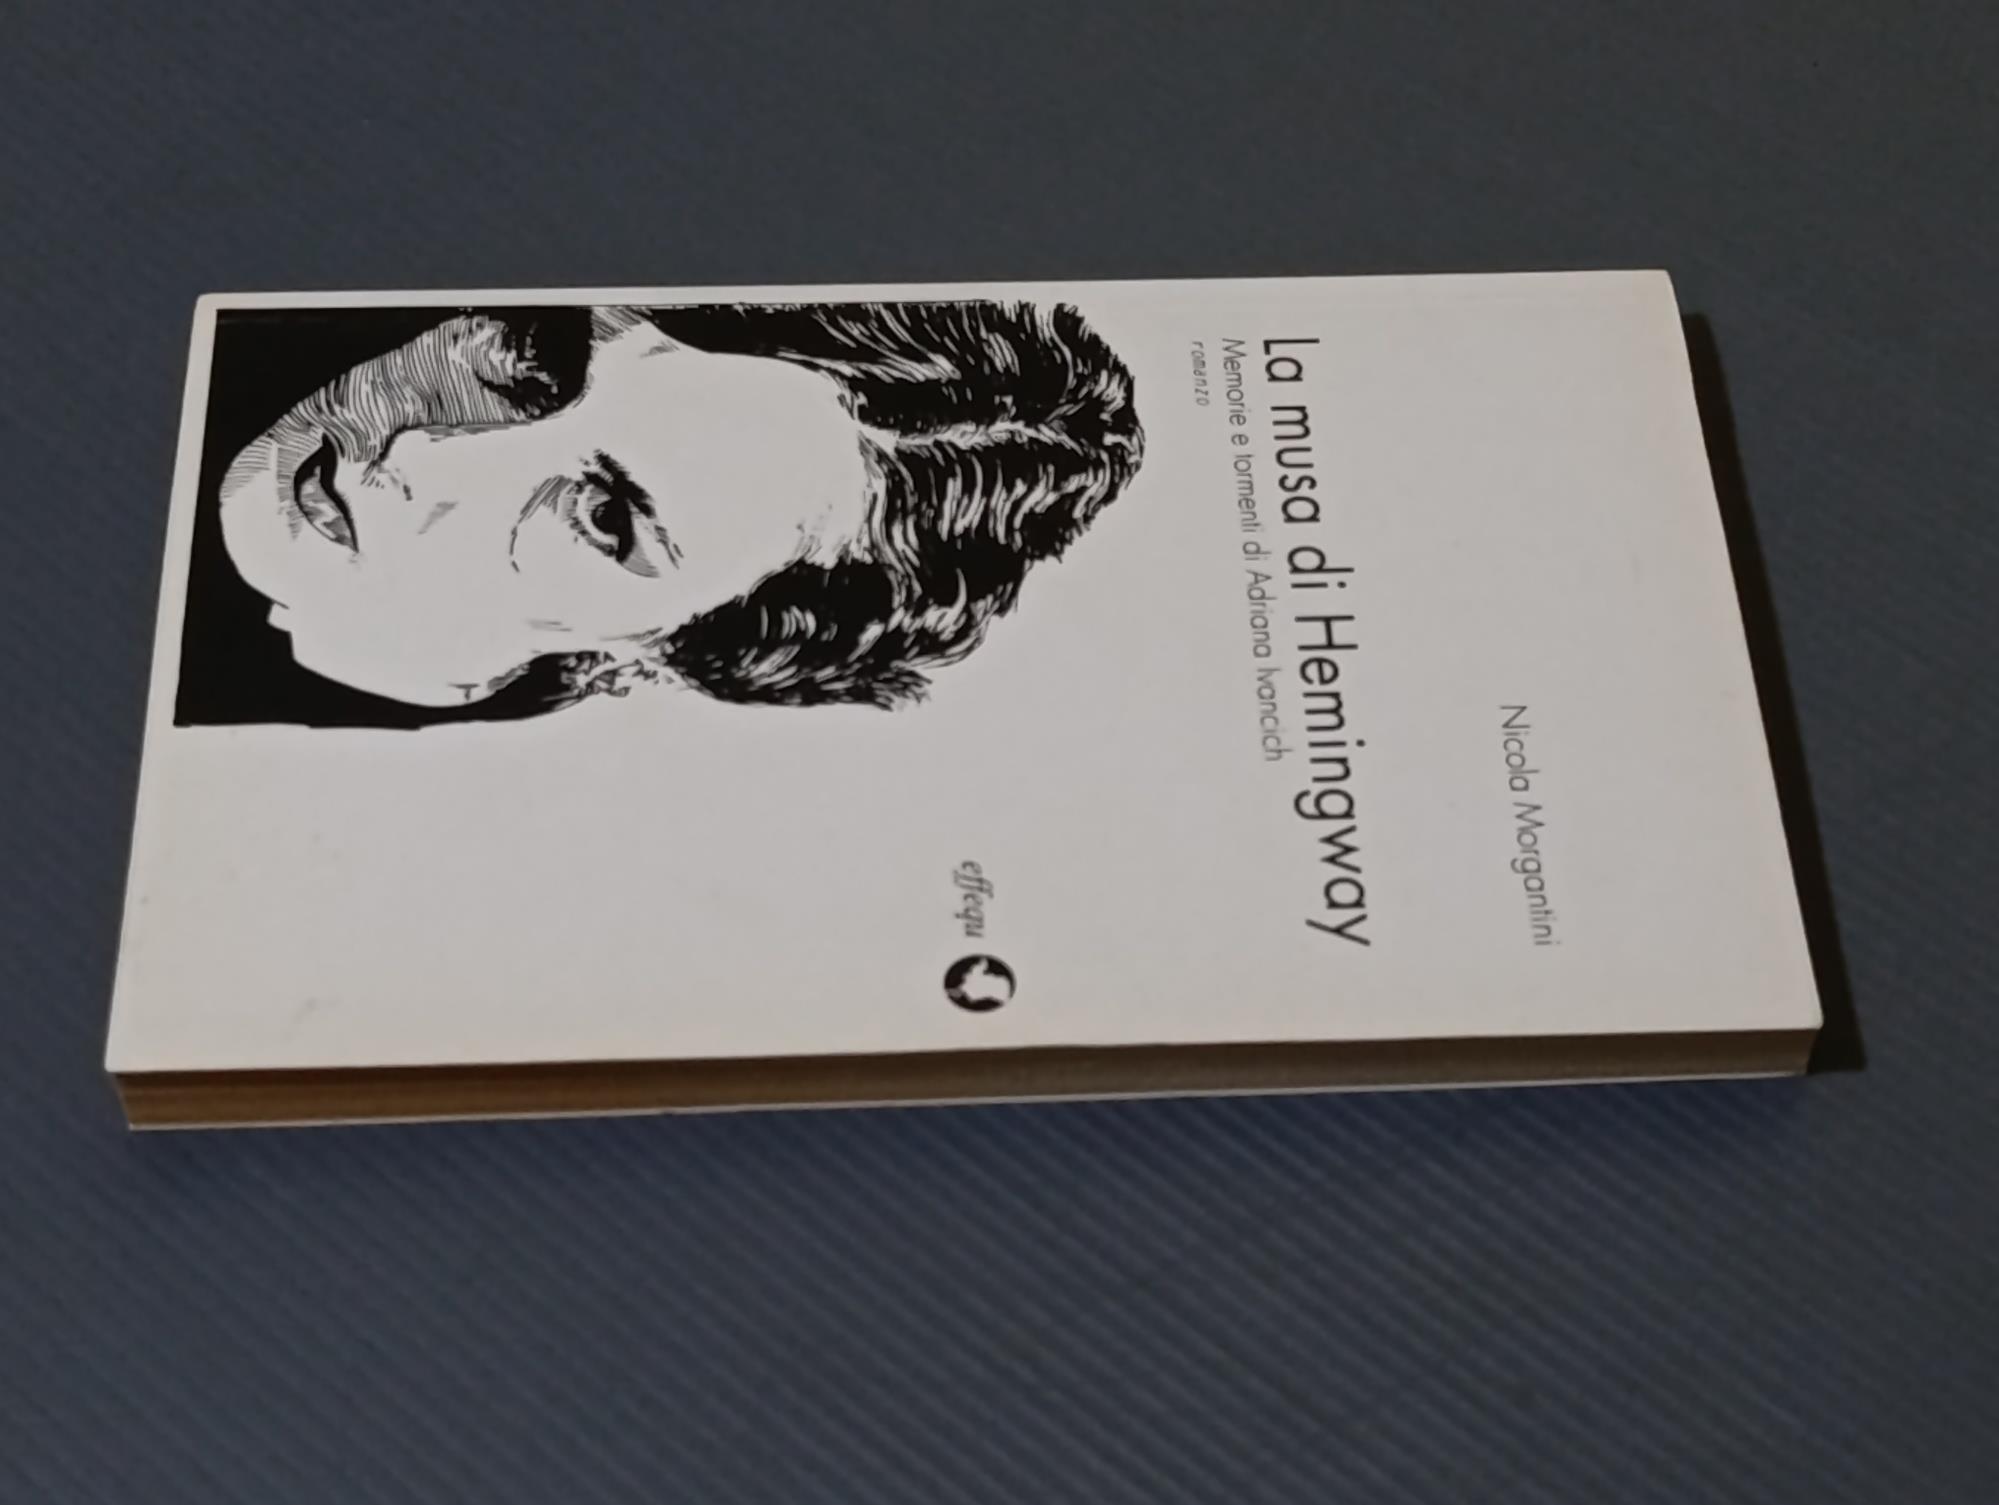 Nicola Morgantini
La musa di Hemingway
Memorie e tormenti di Adriana Ivancich
romanzo
effequ